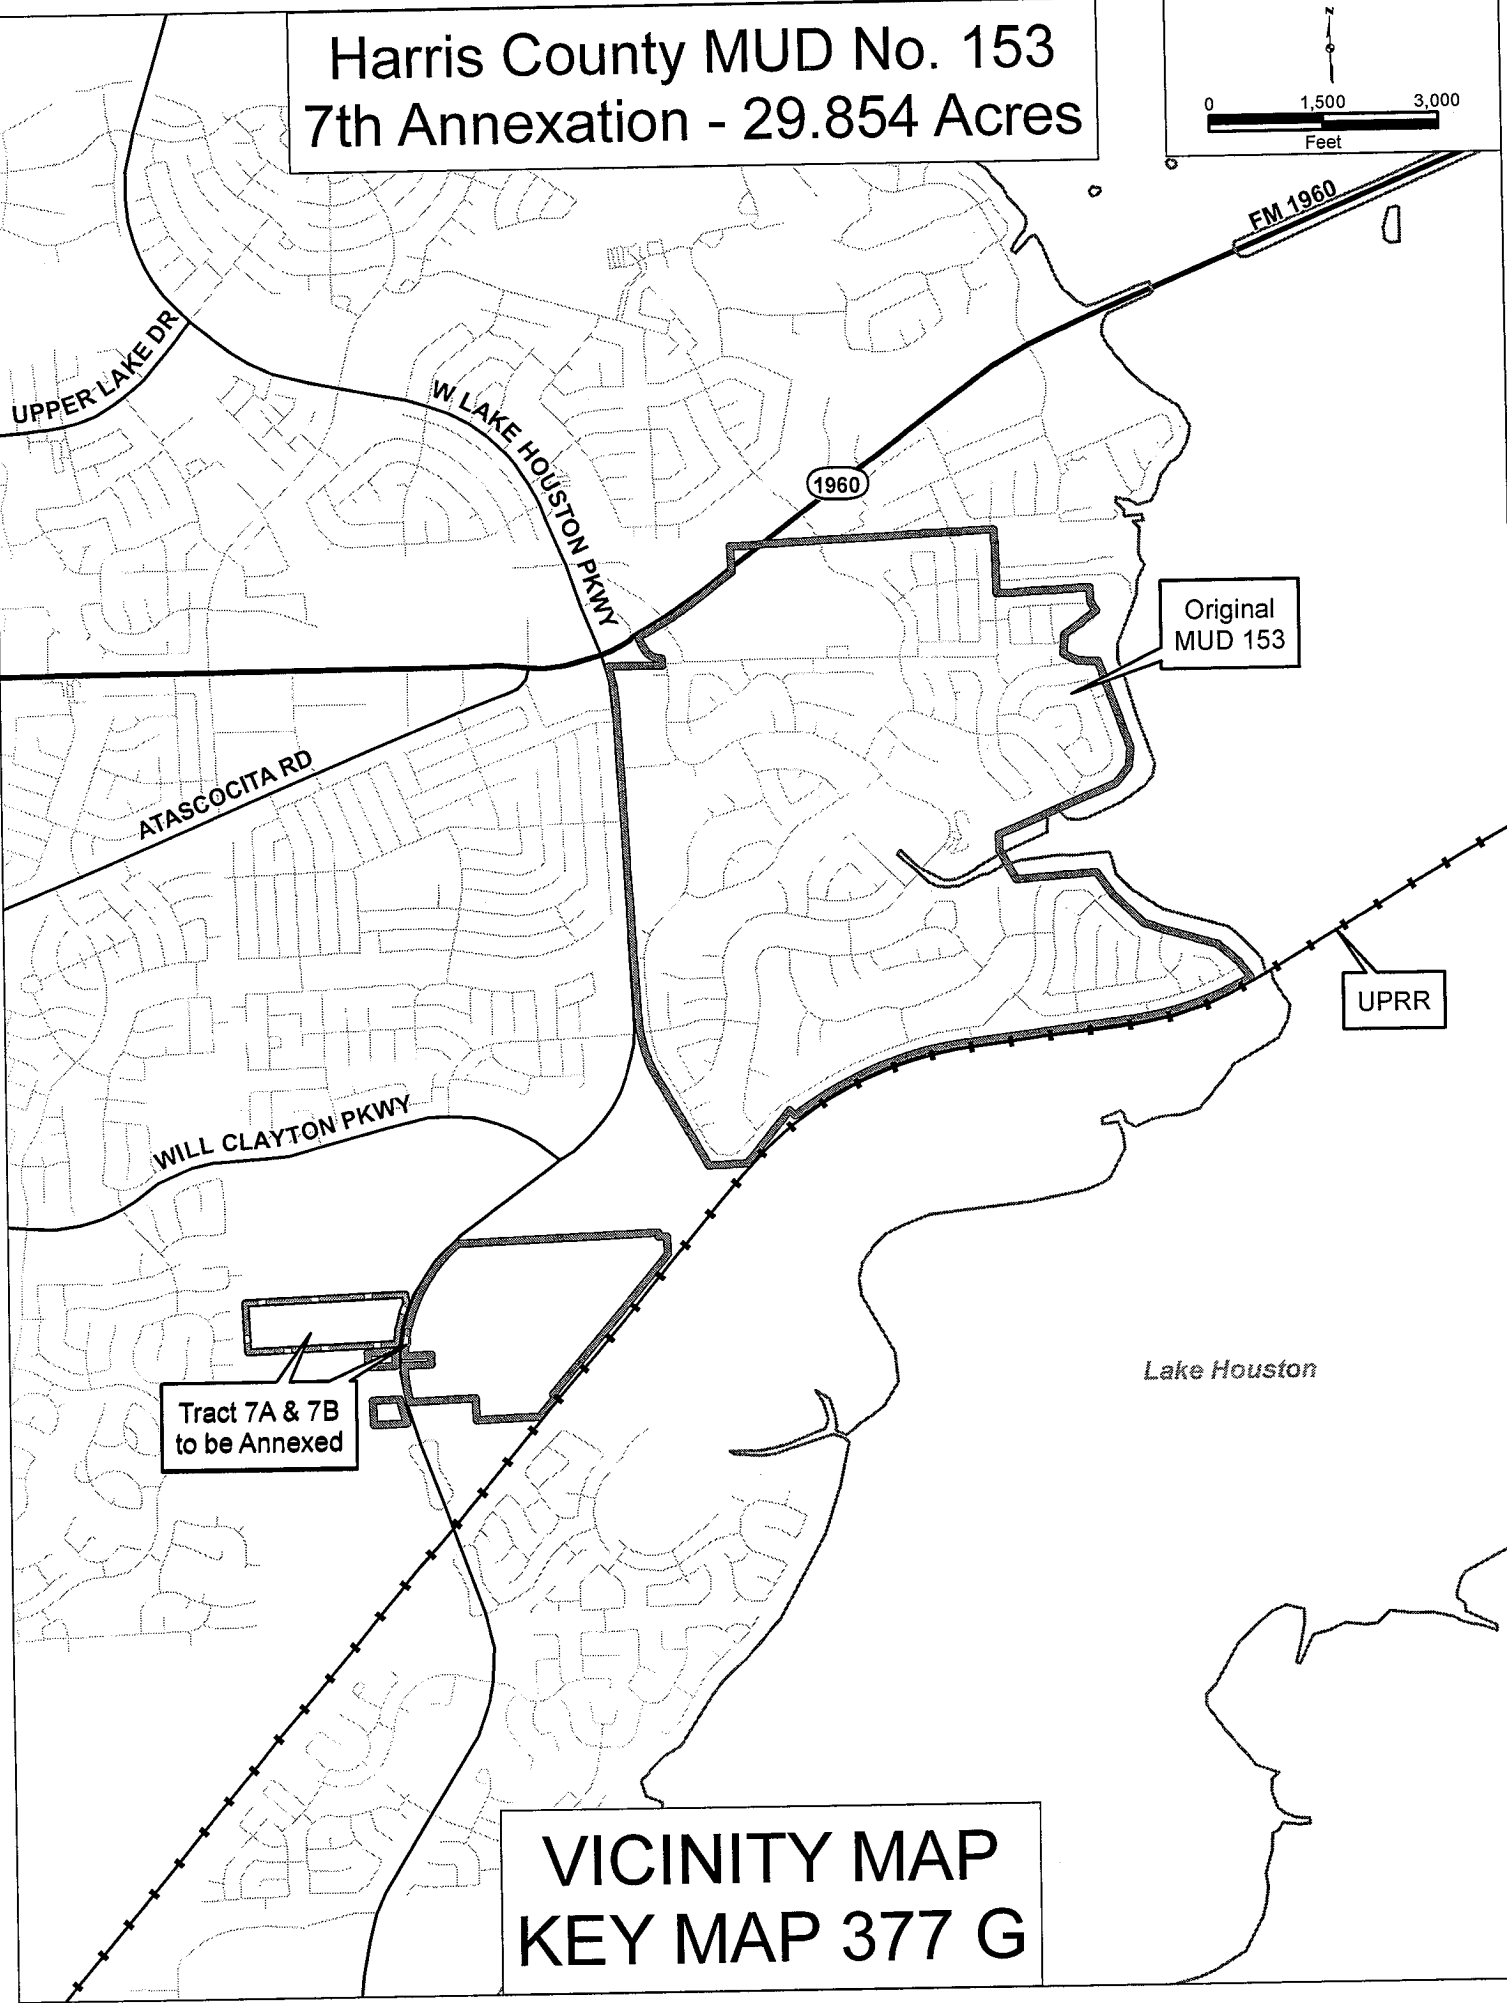 Harris County MUD No. 153
7th Annexation - 29.854 Acres
N
0 1,500 3,000
Feet
FM 1960
UPPER LAKE DR
W LAKE HOUSTON PKWY
1960
Original
MUD 153
ATASCOCITA RD
UPRR
WILL CLAYTON PKWY
Tract 7A & 7B
to be Annexed
Lake Houston
VICINITY MAP
KEY MAP 377 G